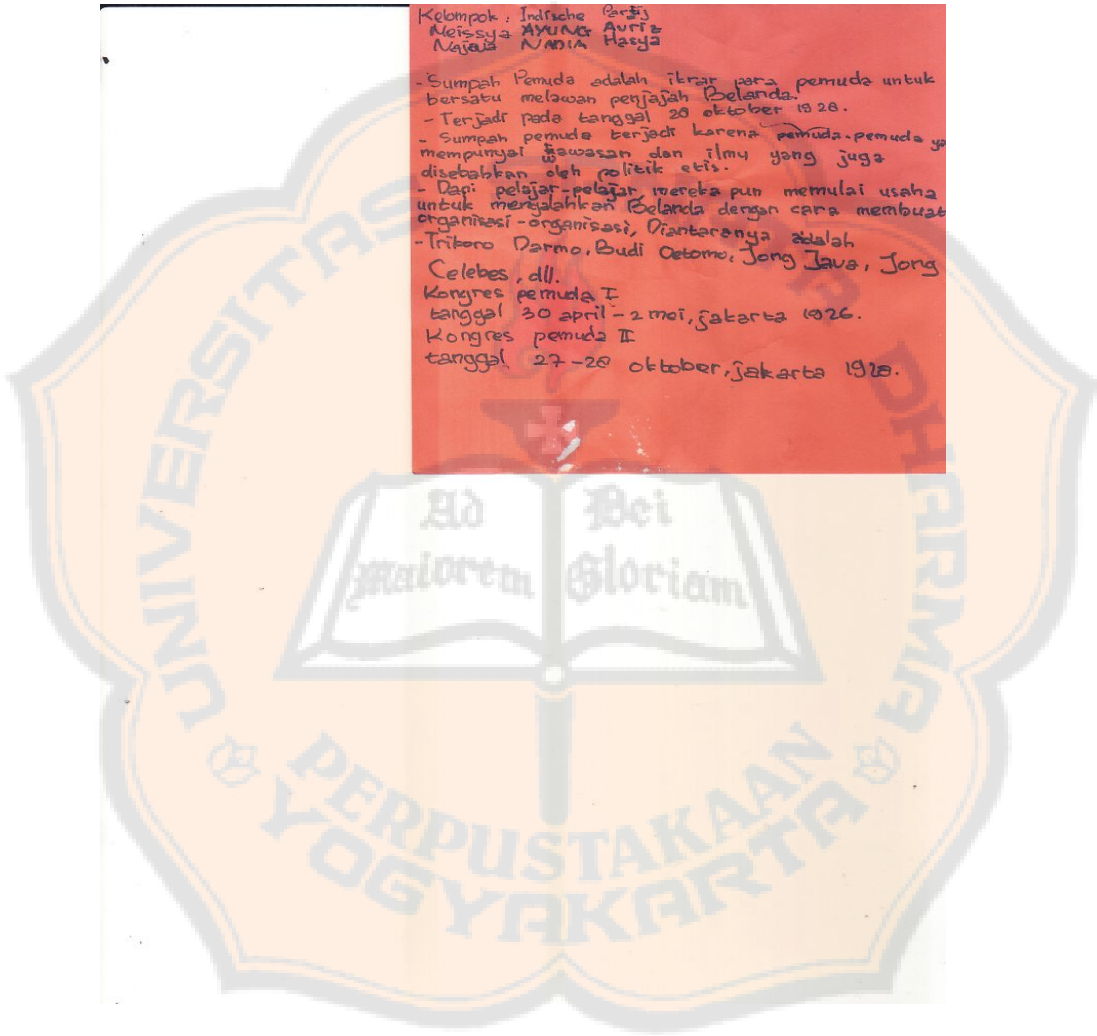 Kelompok : Indische Partij
Neissya AYUNG Auriz
Najwa NADIA Hasya
- Sumpah Pemuda adalah ikrar para pemuda untuk
bersatu melawan penjajah Belanda.
- Terjadi pada tanggal 28 oktober 1928.
- Sumpah pemuda terjadi karena pemuda-pemuda ya
mempunyai wawasan dan ilmu yang juga
disebabkan oleh politik etis.
- Dari pelajar-pelajar, mereka pun memulai usaha
untuk mengalahkan Belanda dengan cara membuat
organisasi-organisasi, Diantaranya adalah
- Trikoro Darmo, Budi Oetomo, Jong Java, Jong
Celebes, dll.
Kongres pemuda I
tanggal 30 april - 2 mei, jakarta 1926.
Kongres pemuda II
tanggal 27-28 oktober, jakarta 1928.
UNIVERSITAS SANATA DHARMA
Ad Dei
Maiorem Gloriam
PERPUSTAKAAN
YOGYAKARTA